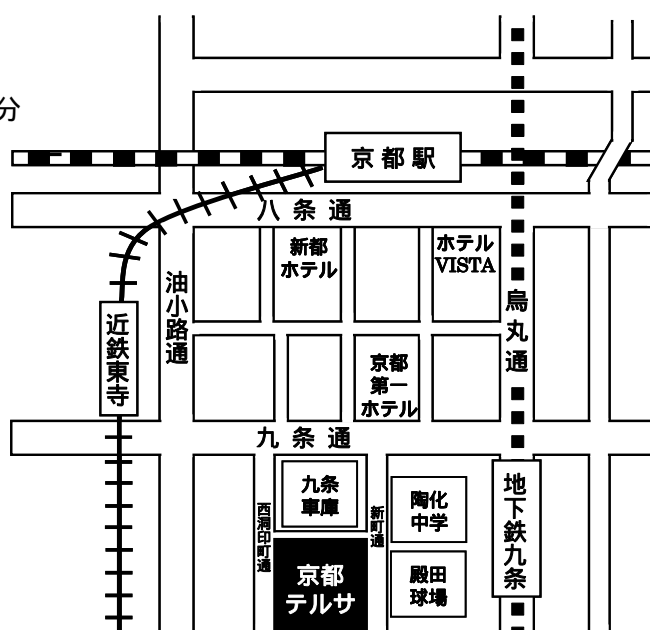 分
京都駅
八条通
新都
ホテル
ホテル
VISTA
油小路通
烏丸通
近鉄東寺
京都
第一
ホテル
九条通
九条
車庫
西洞印町通
新町通
陶化
中学
地下鉄九条
京都
テルサ
殿田
球場